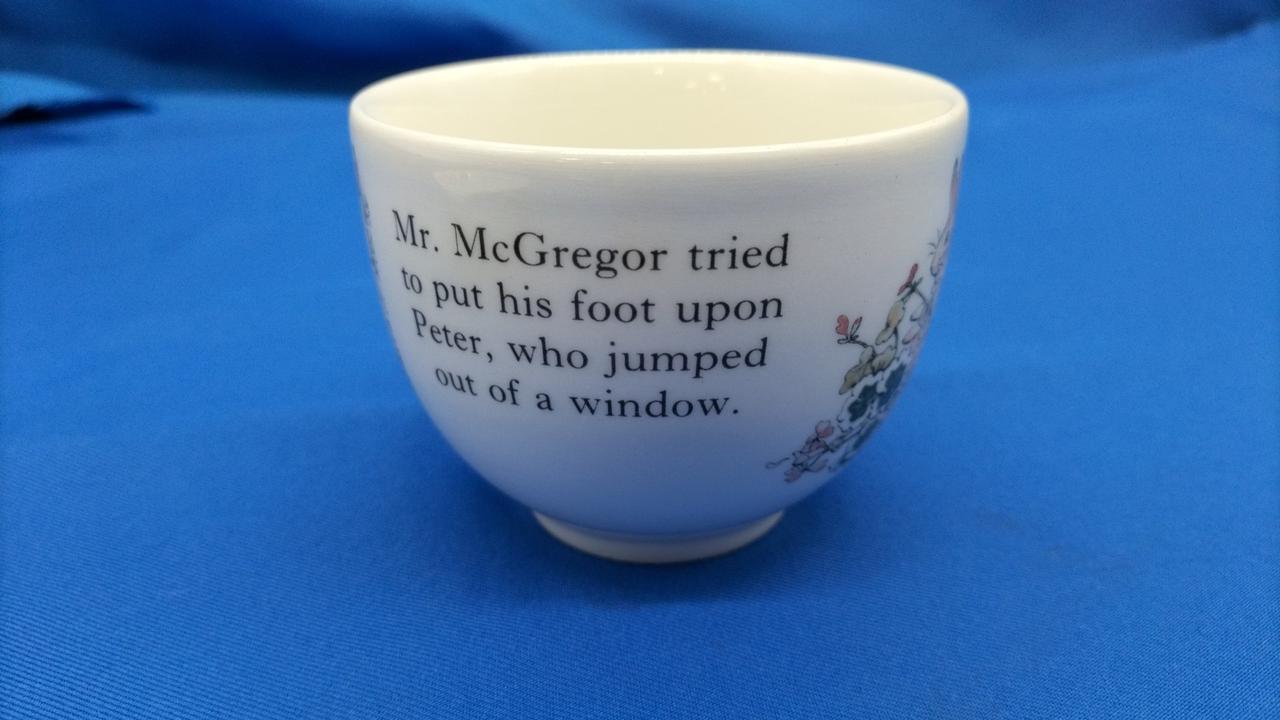 Mr. McGregor tried
to put his foot upon
Peter, who jumped
out of a window.